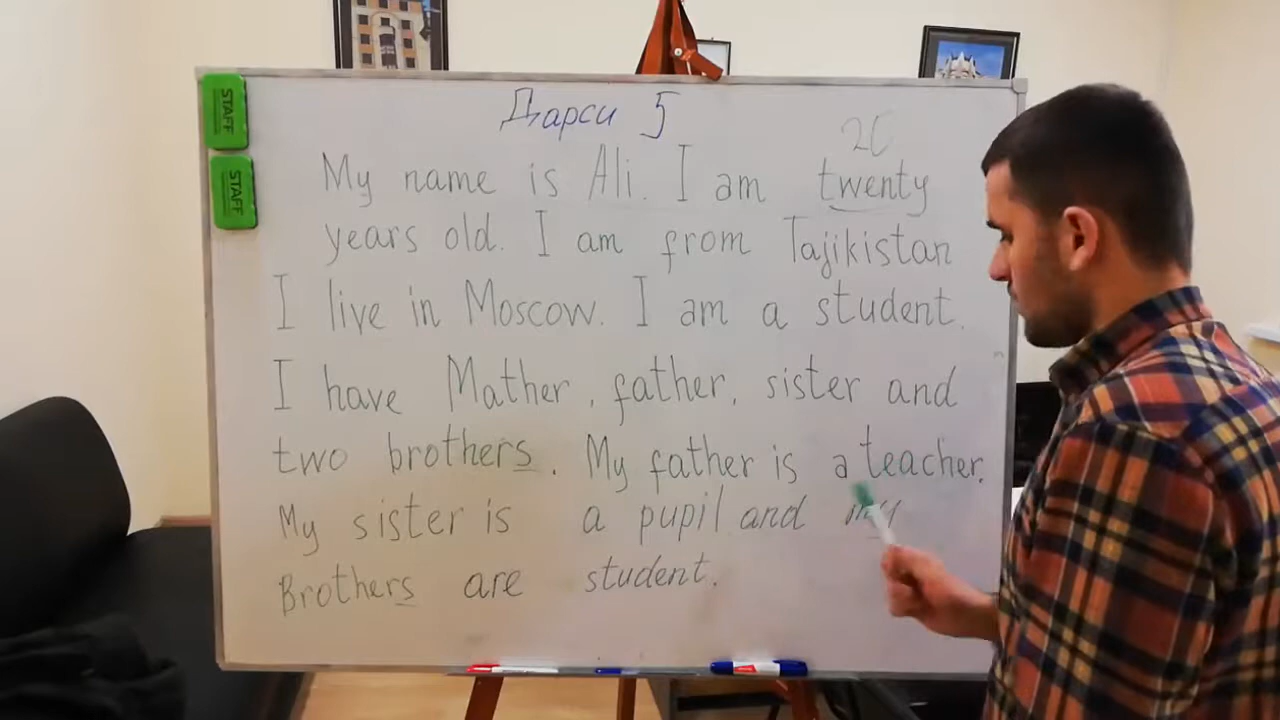 STAFF
STAFF
Дарси 5
20
My name is Ali. I am twenty
years old. I am from Tajikistan
I live in Moscow. I am a student.
I have Mather, father, sister and
two brothers. My father is a teacher.
My sister is a pupil and my
Brothers are student.